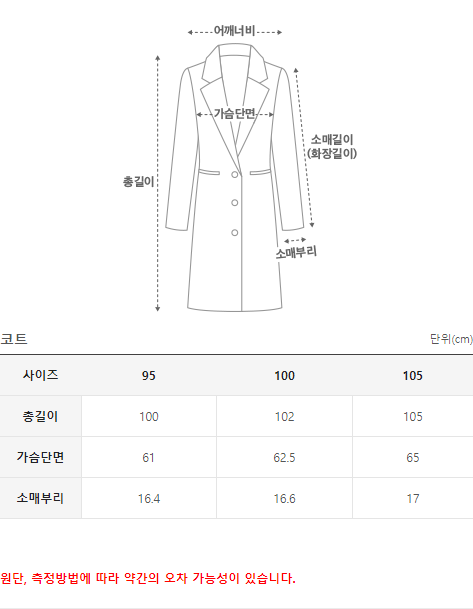 어깨너비
가슴단면
소매길이
(화장길이)
총길이
소매부리
코트 단위(cm)
사이즈 95 100 105
총길이 100 102 105
가슴단면 61 62.5 65
소매부리 16.4 16.6 17
원단, 측정방법에 따라 약간의 오차 가능성이 있습니다.